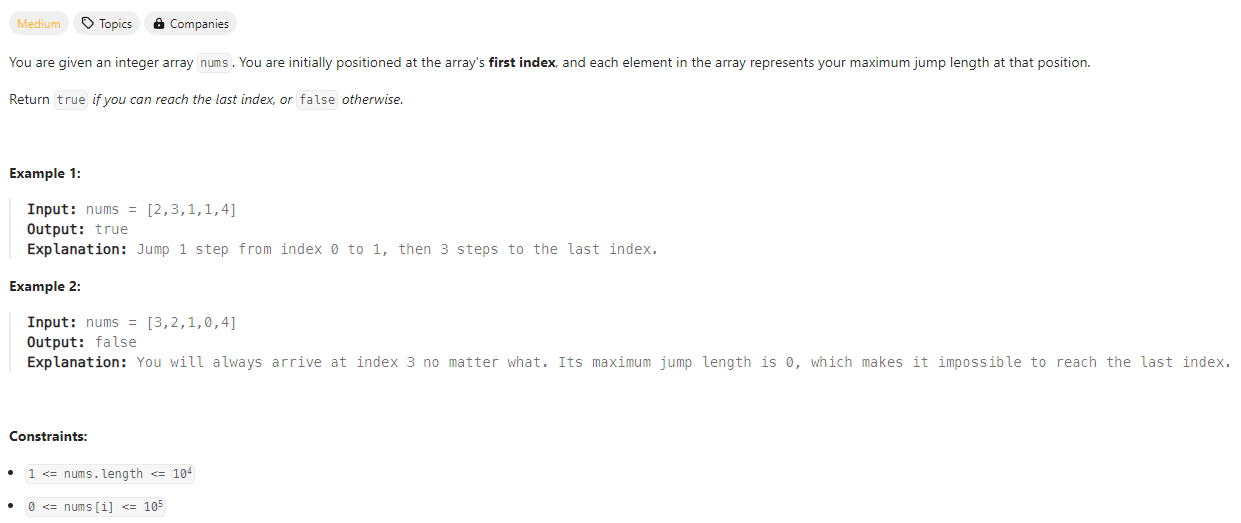 Medium Topics Companies
You are given an integer array nums. You are initially positioned at the array's first index, and each element in the array represents your maximum jump length at that position.
Return true if you can reach the last index, or false otherwise.
Example 1:
Input: nums = [2,3,1,1,4]
Output: true
Explanation: Jump 1 step from index 0 to 1, then 3 steps to the last index.
Example 2:
Input: nums = [3,2,1,0,4]
Output: false
Explanation: You will always arrive at index 3 no matter what. Its maximum jump length is 0, which makes it impossible to reach the last index.
Constraints:
• 1 <= nums.length <= 10⁴
• 0 <= nums[i] <= 10⁵